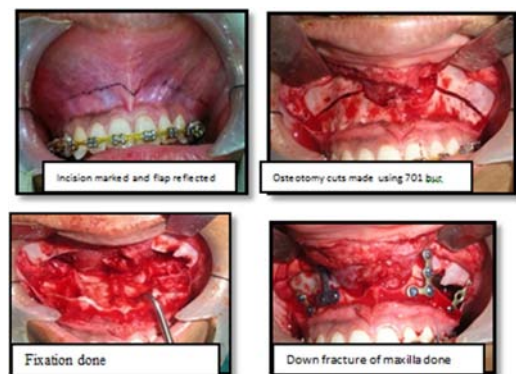 Incision marked and flap reflected
Osteotomy cuts made using 701 bur.
Fixation done
Down fracture of maxilla done